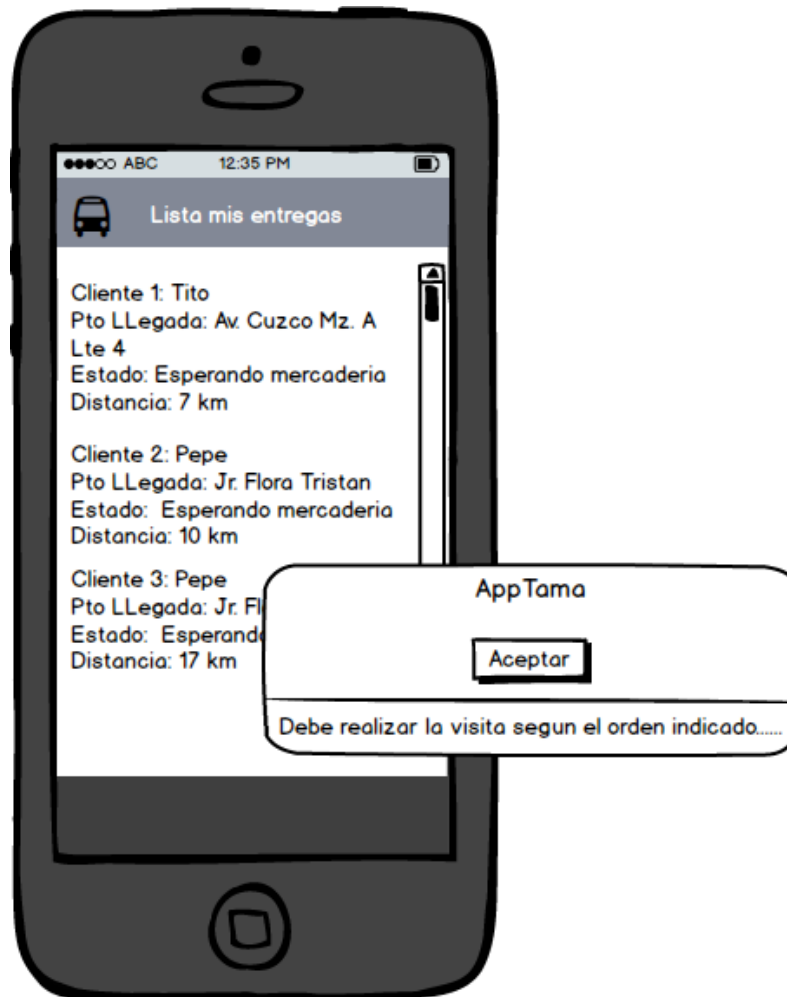 ABC 12:35 PM
Lista mis entregas
Cliente 1: Tito
Pto LLegada: Av. Cuzco Mz. A
Lte 4
Estado: Esperando mercaderia
Distancia: 7 km
Cliente 2: Pepe
Pto LLegada: Jr. Flora Tristan
Estado: Esperando mercaderia
Distancia: 10 km
Cliente 3: Pepe
Pto LLegada: Jr.
Estado:
Distancia: 17 km
AppTama
Aceptar
Debe realizar la visita segun el orden indicado......